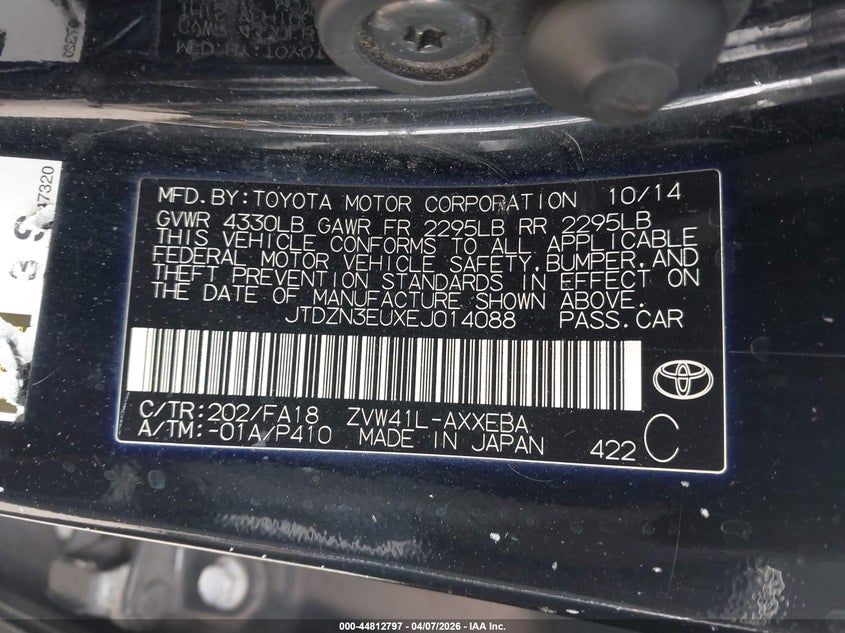 47320
3 S
MFD.BY:TOYOTA MOTOR CORPORATION 10/14
GVWR 4330LB GAWR FR 2295LB RR 2295LB
THIS VEHICLE CONFORMS TO ALL APPLICABLE
FEDERAL MOTOR VEHICLE SAFETY,BUMPER,AND
THEFT PREVENTION STANDARDS IN EFFECT ON
THE DATE OF MANUFACTURE SHOWN ABOVE.
JTDZN3EUXEJ014088 PASS.CAR
C/TR:202/FA18 ZVW41L-AXXEBA
A/TM:-01A/P410 MADE IN JAPAN 422 C
000-44812797 - 04/07/2026 - IAA Inc.